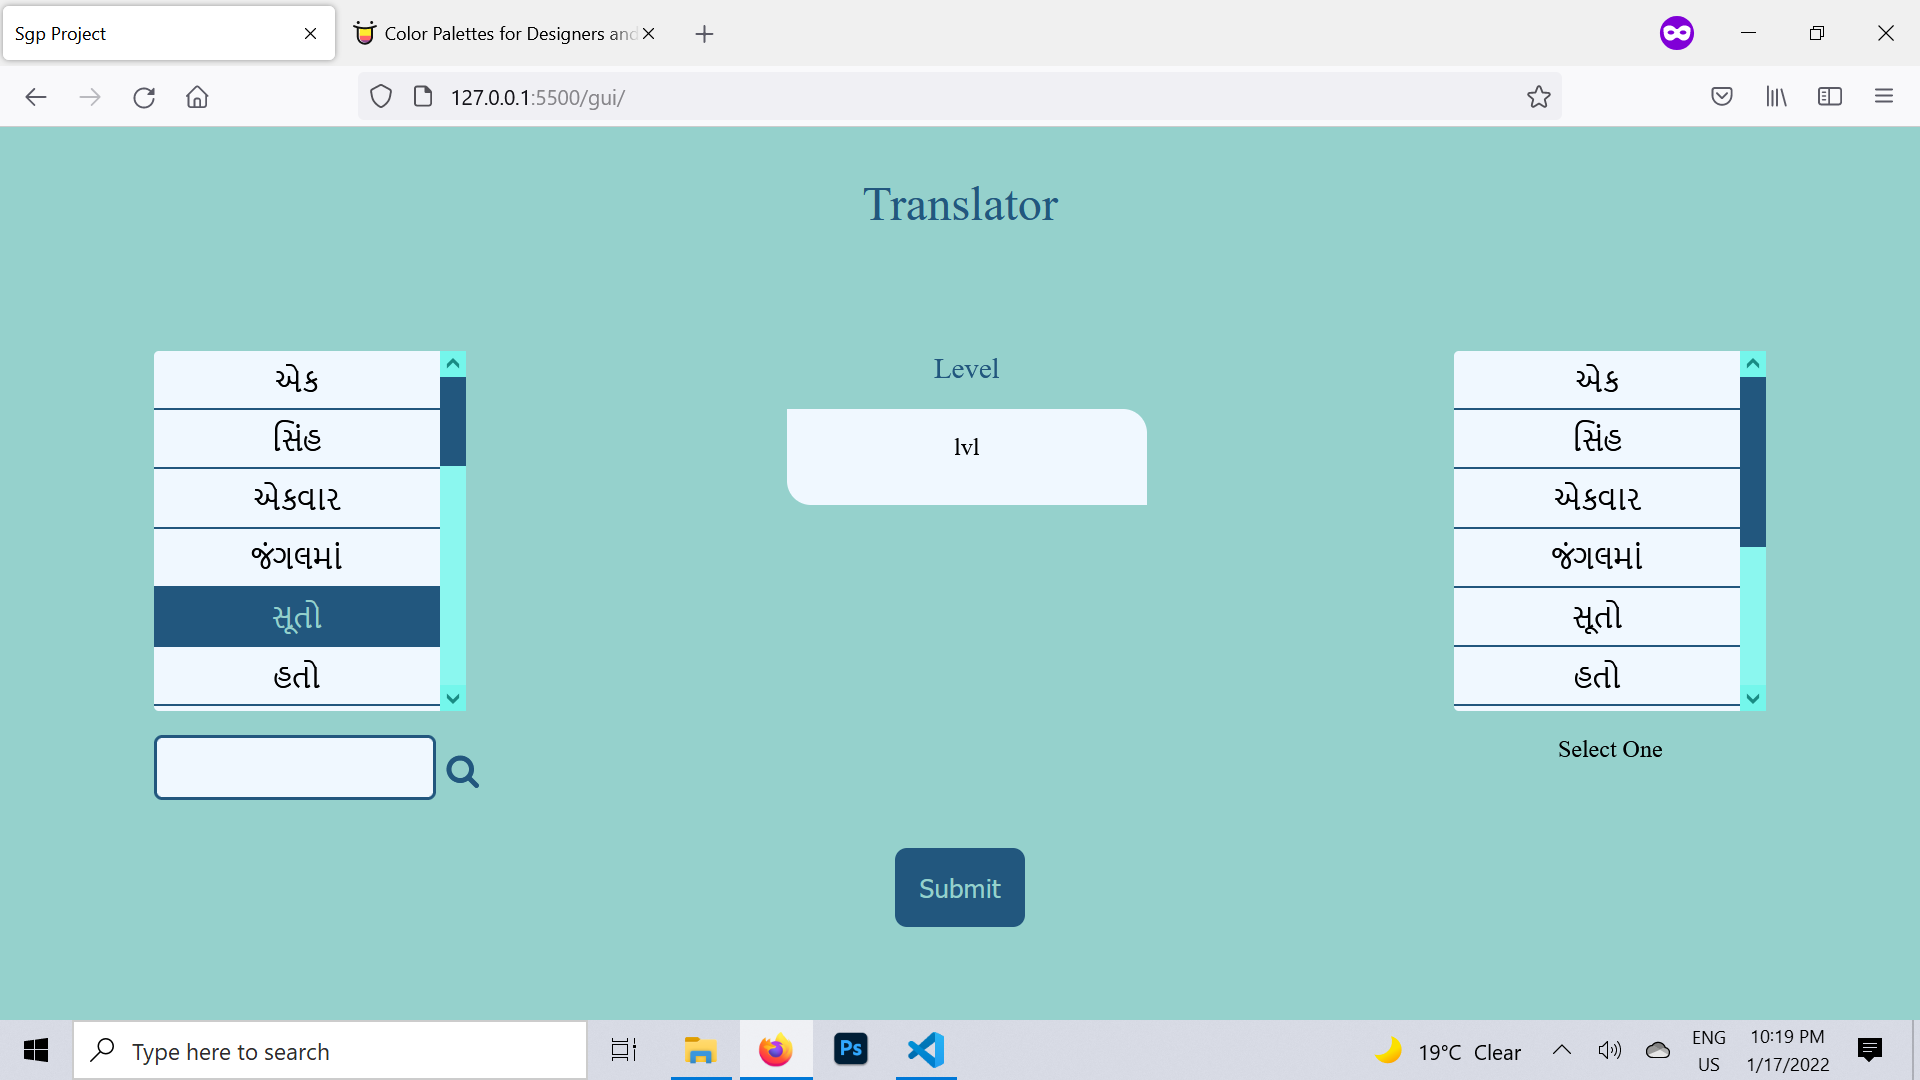 Sgp Project
Color Palettes for Designers and
127.0.0.1:5500/gui/
Translator
એક
સિંહ
એકવાર
જંગલમાં
સૂતો
હતો
Level
lvl
એક
સિંહ
એકવાર
જંગલમાં
સૂતો
હતો
Select One
Submit
Type here to search
Ps
19°C Clear
ENG
US
10:19 PM
1/17/2022